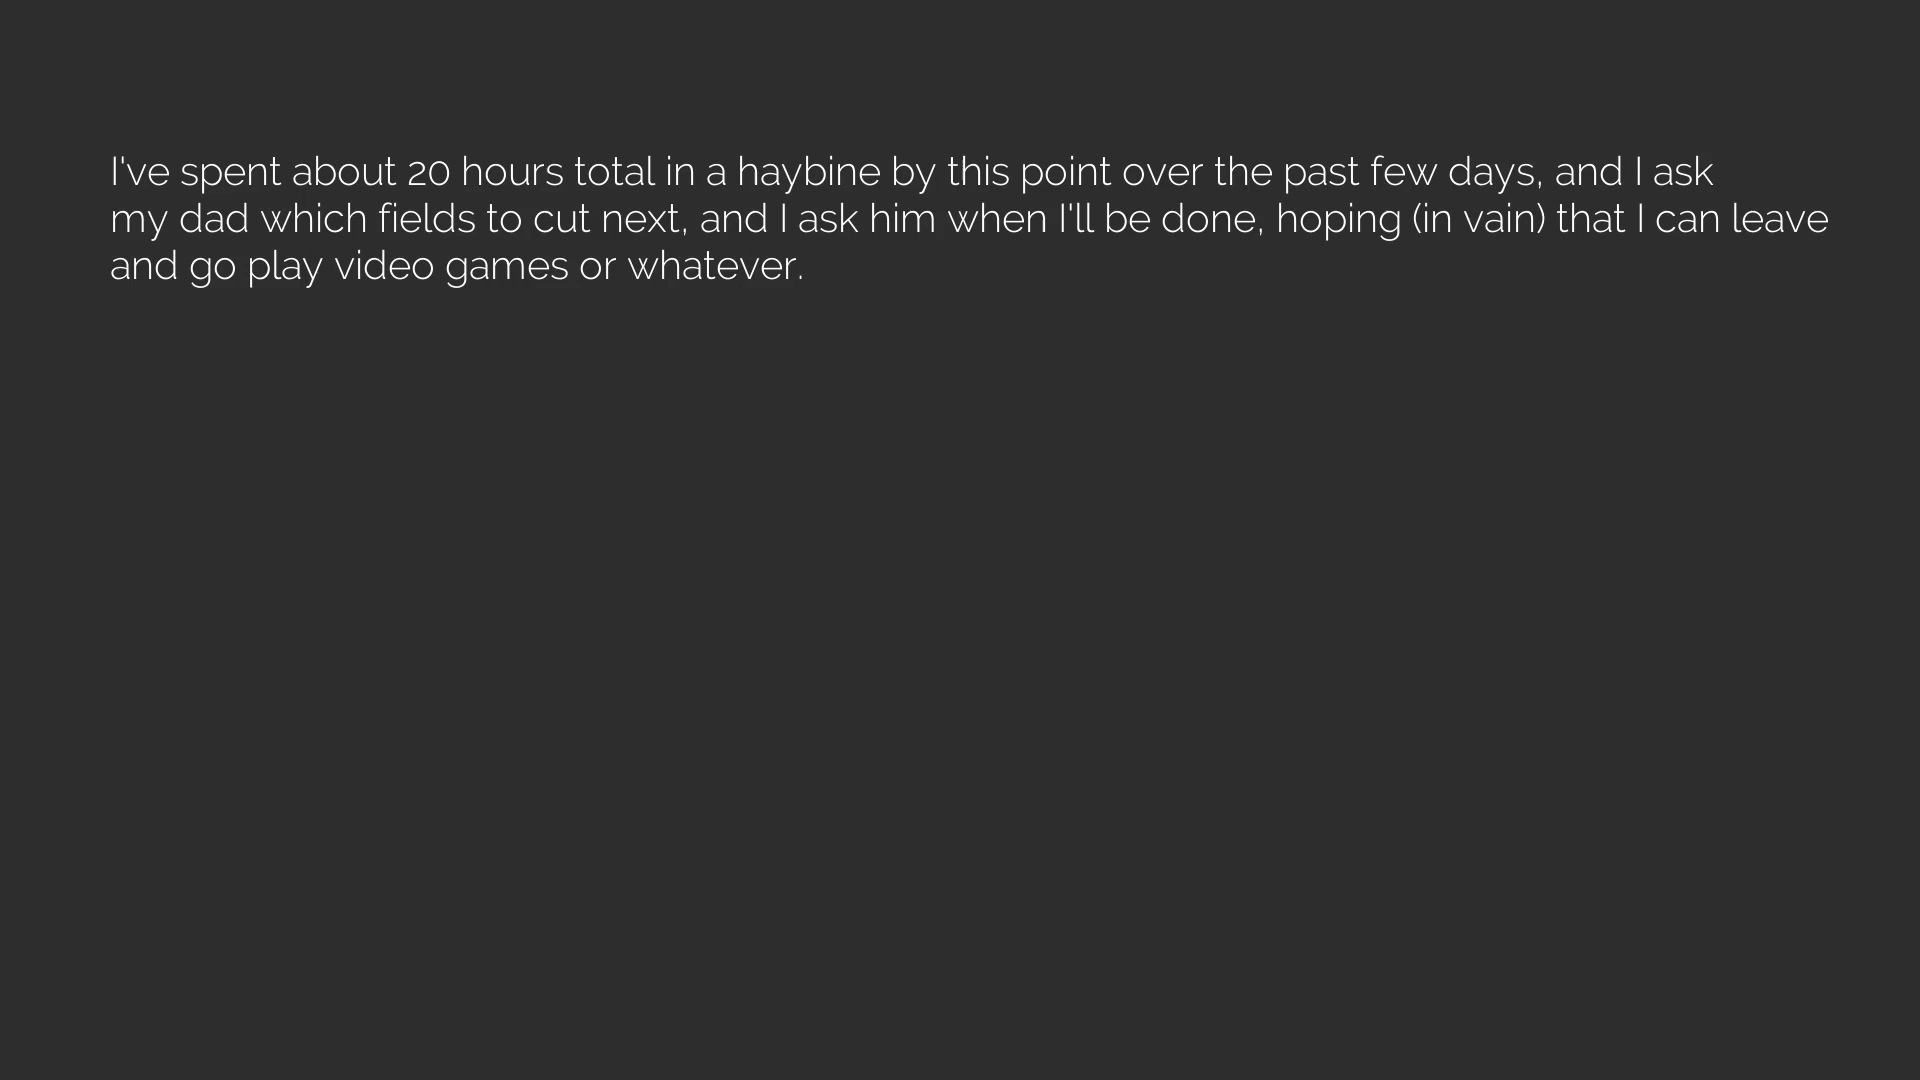 I've spent about 20 hours total in a haybine by this point over the past few days, and I ask
my dad which fields to cut next, and I ask him when I'll be done, hoping (in vain) that I can leave
and go play video games or whatever.